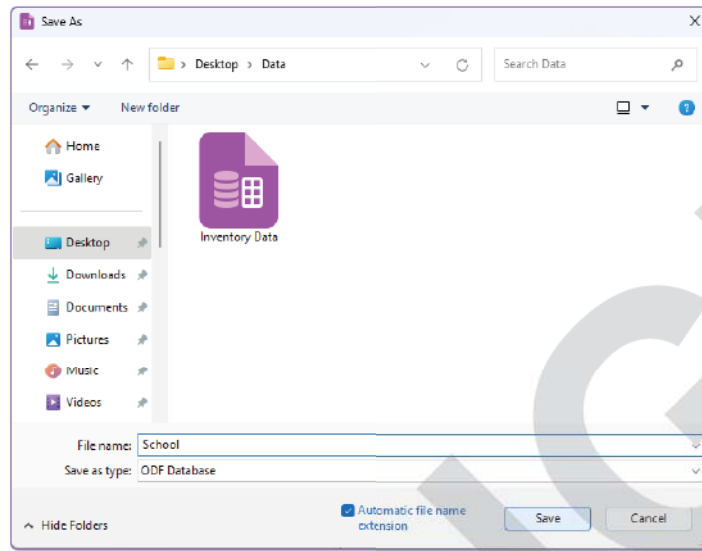 Save As
Desktop > Data
Search Data
Organize
New folder
Home
Gallery
Inventory Data
Desktop
Downloads
Documents
Pictures
Music
Videos
File name: School
Save as type: ODF Database
Hide Folders
Automatic file name
extension
Save
Cancel